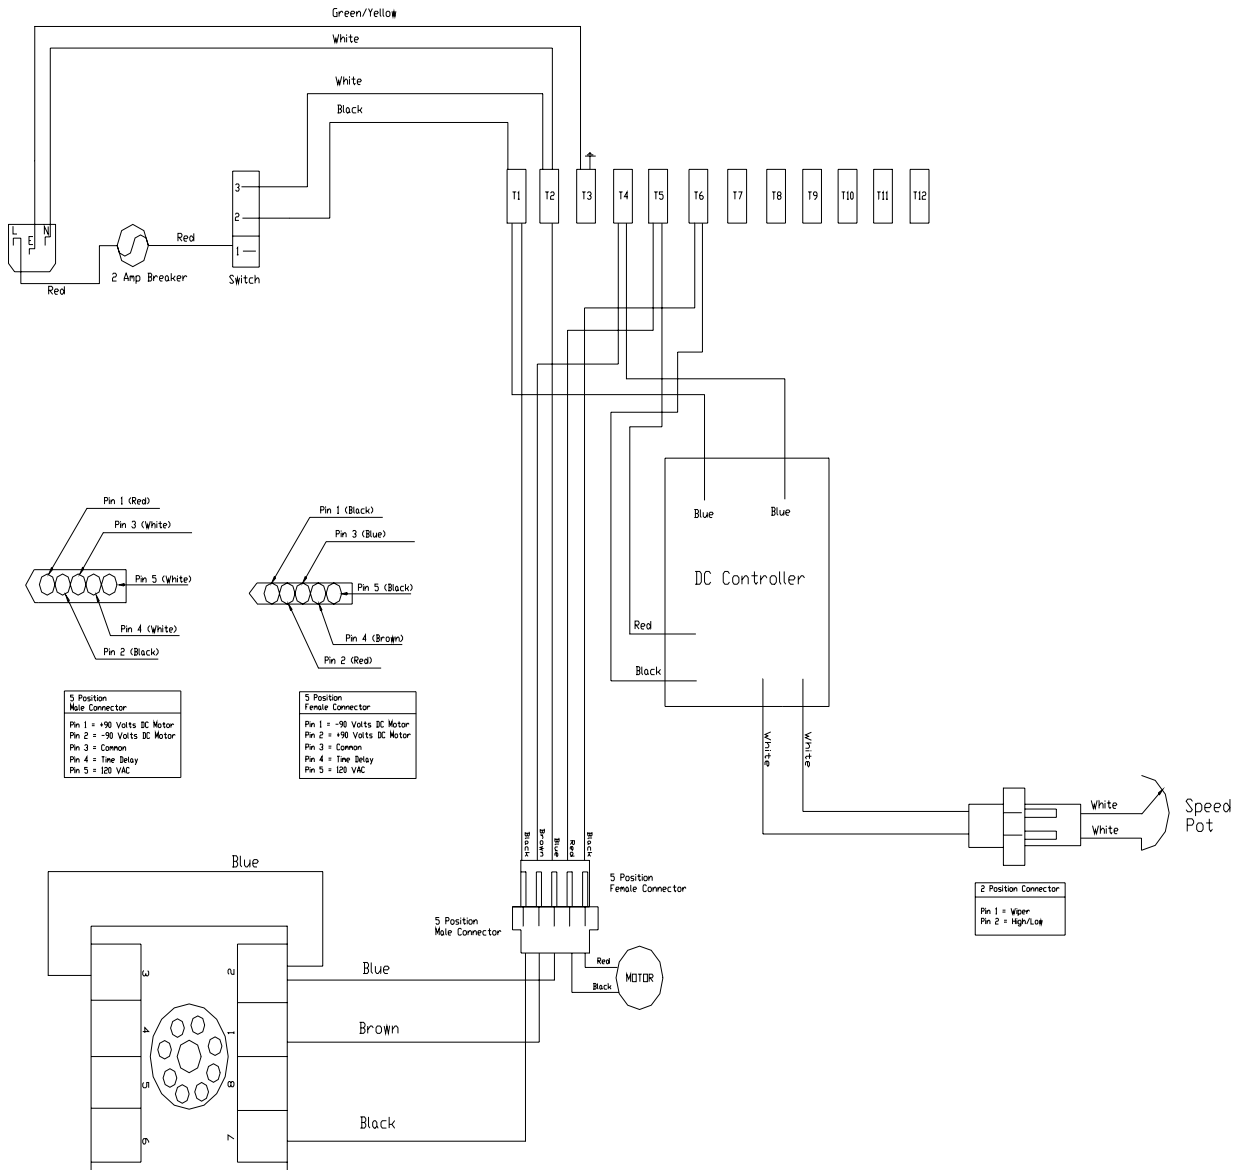 Green/Yellow
White
White
Black
3
2
1
Switch
L
E
N
Red
2 Amp Breaker
Red
T1
T2
T3
T4
T5
T6
T7
T8
T9
T10
T11
T12
Blue
Blue
DC Controller
Red
Black
White
White
Pin 1 (Red)
Pin 3 (White)
Pin 5 (White)
Pin 4 (White)
Pin 2 (Black)
Pin 1 (Black)
Pin 3 (Blue)
Pin 5 (Black)
Pin 4 (Brown)
Pin 2 (Red)
5 Position
Male Connector
Pin 1 = +90 Volts DC Motor
Pin 2 = -90 Volts DC Motor
Pin 3 = Common
Pin 4 = Time Delay
Pin 5 = 120 VAC
5 Position
Female Connector
Pin 1 = -90 Volts DC Motor
Pin 2 = +90 Volts DC Motor
Pin 3 = Common
Pin 4 = Time Delay
Pin 5 = 120 VAC
White
White
Speed
Pot
2 Position Connector
Pin 1 = Wiper
Pin 2 = High/Low
Black
Brown
Blue
Red
Black
5 Position
Female Connector
5 Position
Male Connector
Red
Black
MOTOR
Blue
Blue
Brown
Black
3
4
5
6
2
1
8
7